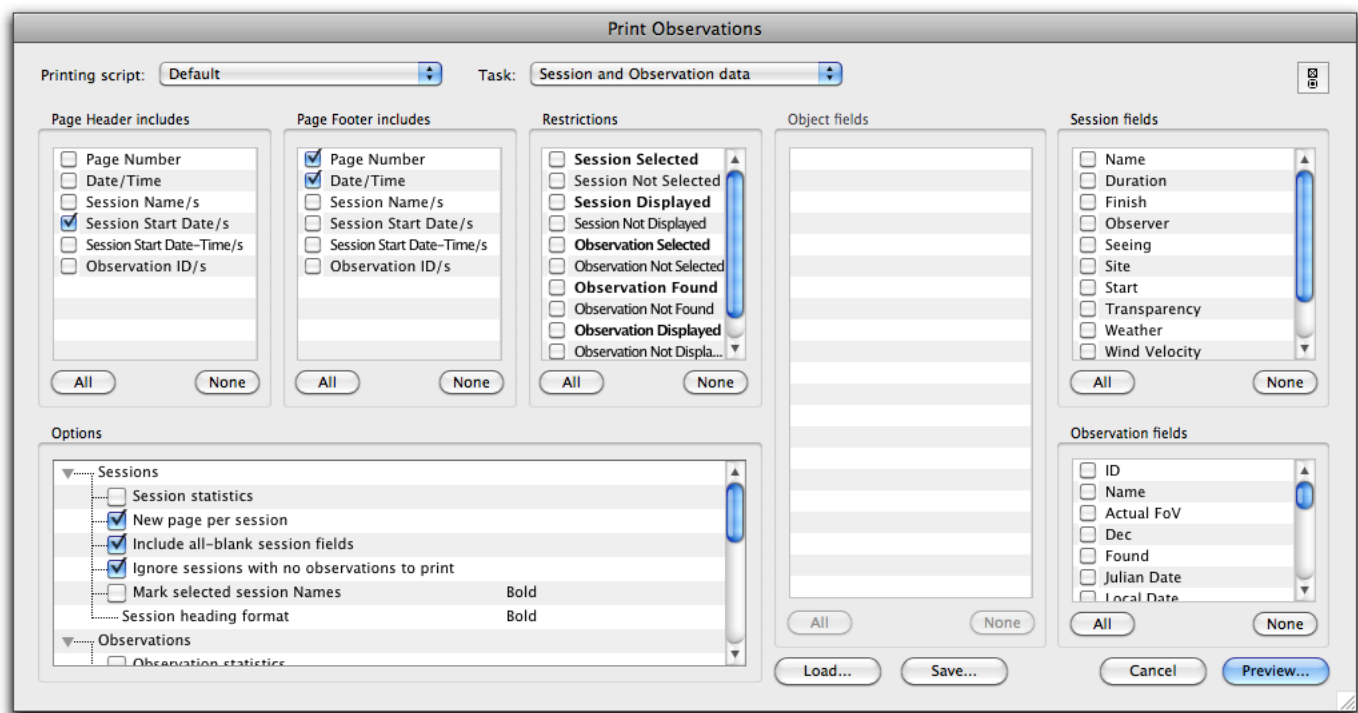 Print Observations
Printing script: Default Task: Session and Observation data
Page Header includes
Page Number
Date/Time
Session Name/s
Session Start Date/s
Session Start Date-Time/s
Observation ID/s
All None
Page Footer includes
Page Number
Date/Time
Session Name/s
Session Start Date/s
Session Start Date-Time/s
Observation ID/s
All None
Restrictions
Session Selected
Session Not Selected
Session Displayed
Session Not Displayed
Observation Selected
Observation Not Selected
Observation Found
Observation Not Found
Observation Displayed
Observation Not Displa...
All None
Object fields
All None
Session fields
Name
Duration
Finish
Observer
Seeing
Site
Start
Transparency
Weather
Wind Velocity
All None
Options
Sessions
Session statistics
New page per session
Include all-blank session fields
Ignore sessions with no observations to print
Mark selected session Names Bold
Session heading format Bold
Observations
Observation statistics
Observation fields
ID
Name
Actual FoV
Dec
Found
Julian Date
Local Date
All None
Load... Save... Cancel Preview...